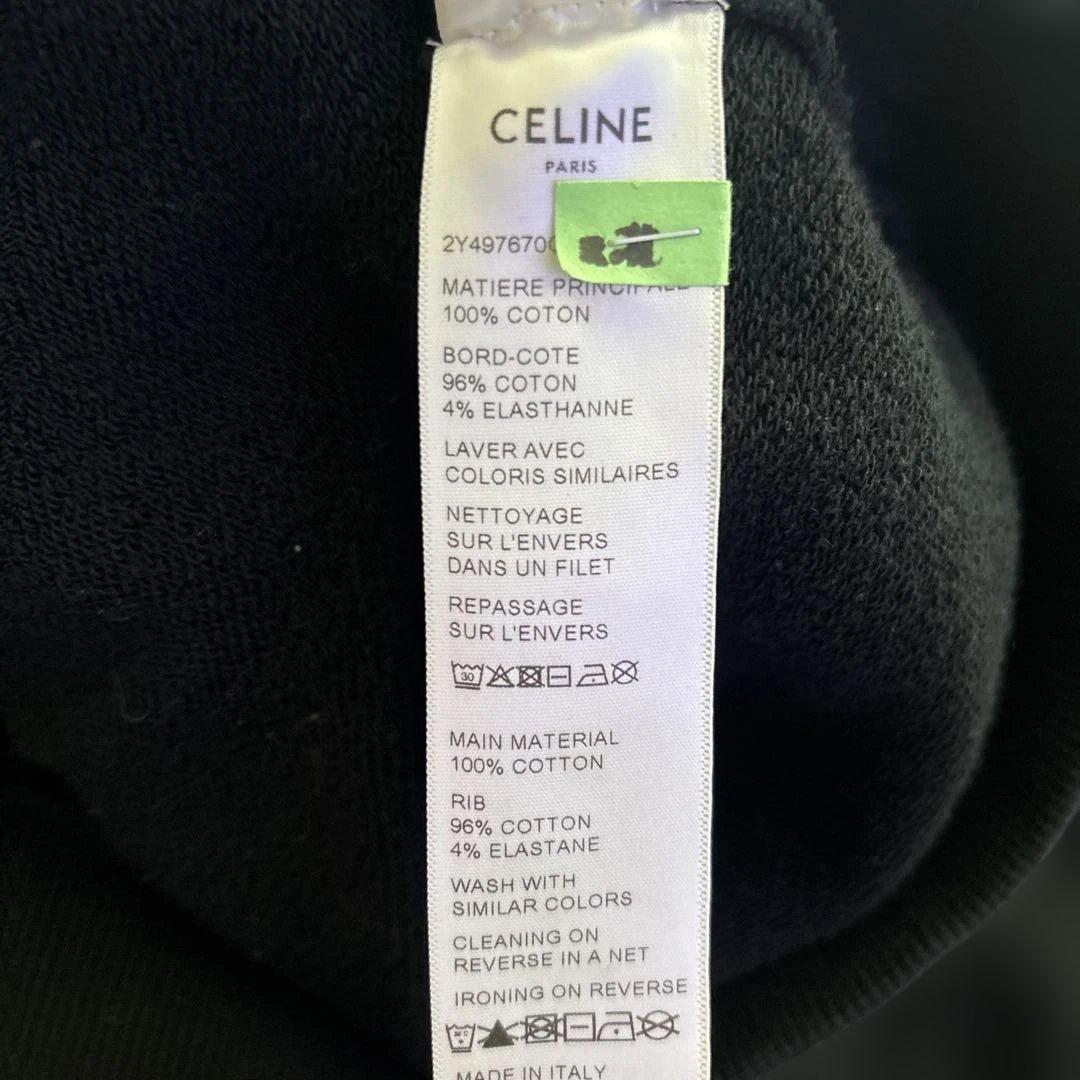 CELINE
PARIS
2Y497670
MATIERE PRINCIPALE
100% COTON
BORD-COTE
96% COTON
4% ELASTHANNE
LAVER AVEC
COLORIS SIMILAIRES
NETTOYAGE
SUR L'ENVERS
DANS UN FILET
REPASSAGE
SUR L'ENVERS
30
MAIN MATERIAL
100% COTTON
RIB
96% COTTON
4% ELASTANE
WASH WITH
SIMILAR COLORS
CLEANING ON
REVERSE IN A NET
IRONING ON REVERSE
MADE IN ITALY